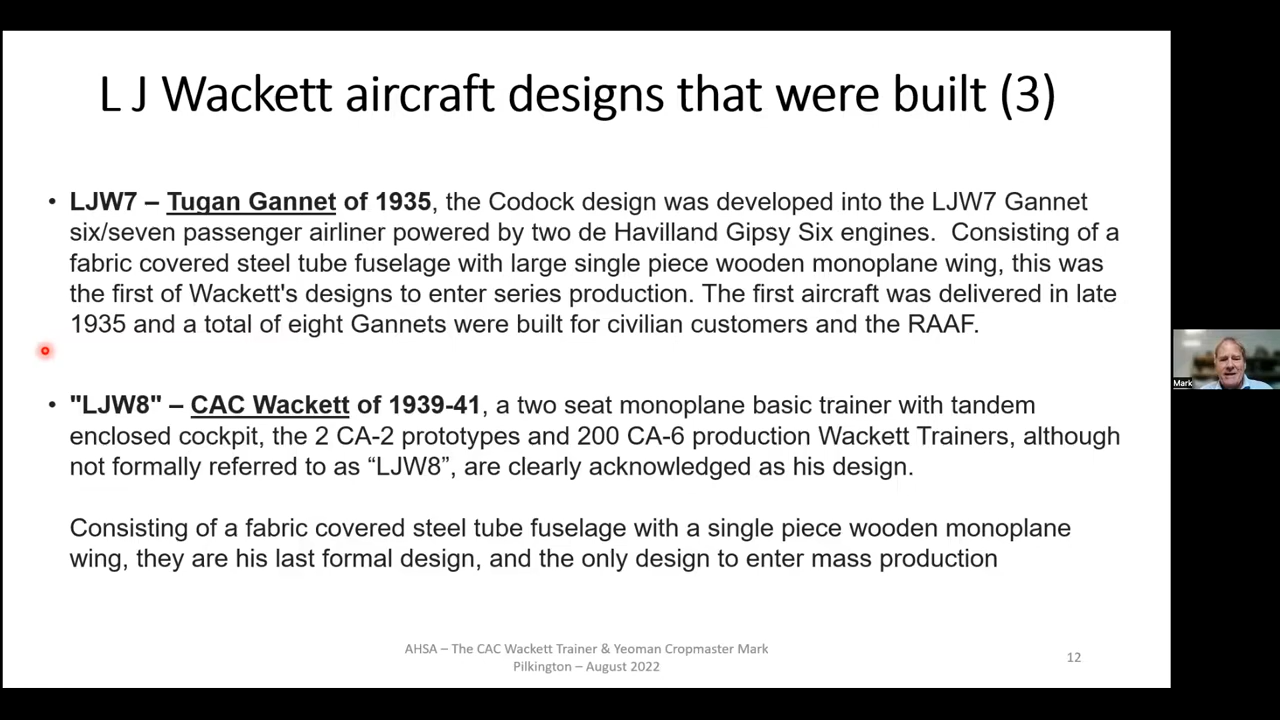 L J Wackett aircraft designs that were built (3)
• LJW7 – Tugan Gannet of 1935, the Codock design was developed into the LJW7 Gannet
six/seven passenger airliner powered by two de Havilland Gipsy Six engines.  Consisting of a
fabric covered steel tube fuselage with large single piece wooden monoplane wing, this was
the first of Wackett's designs to enter series production. The first aircraft was delivered in late
1935 and a total of eight Gannets were built for civilian customers and the RAAF.
• "LJW8" – CAC Wackett of 1939-41, a two seat monoplane basic trainer with tandem
enclosed cockpit, the 2 CA-2 prototypes and 200 CA-6 production Wackett Trainers, although
not formally referred to as “LJW8”, are clearly acknowledged as his design.
Consisting of a fabric covered steel tube fuselage with a single piece wooden monoplane
wing, they are his last formal design, and the only design to enter mass production
AHSA – The CAC Wackett Trainer & Yeoman Cropmaster Mark
Pilkington – August 2022
12
Mark